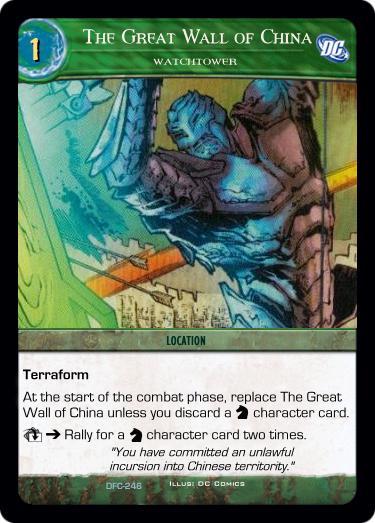 1
The Great Wall of China
DC
WATCHTOWER
LOCATION
Terraform
At the start of the combat phase, replace The Great
Wall of China unless you discard a character card.
➔ Rally for a character card two times.
"You have committed an unlawful
incursion into Chinese territority."
DFC-246 Illus: DC Comics